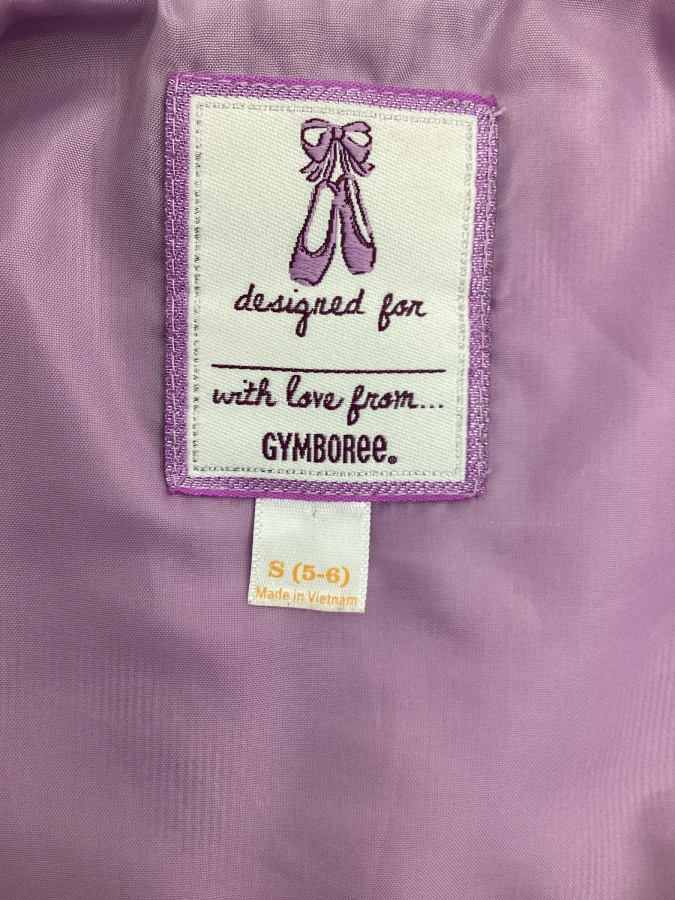 designed for
with love from...
GYMBOREE®
S (5-6)
Made in Vietnam